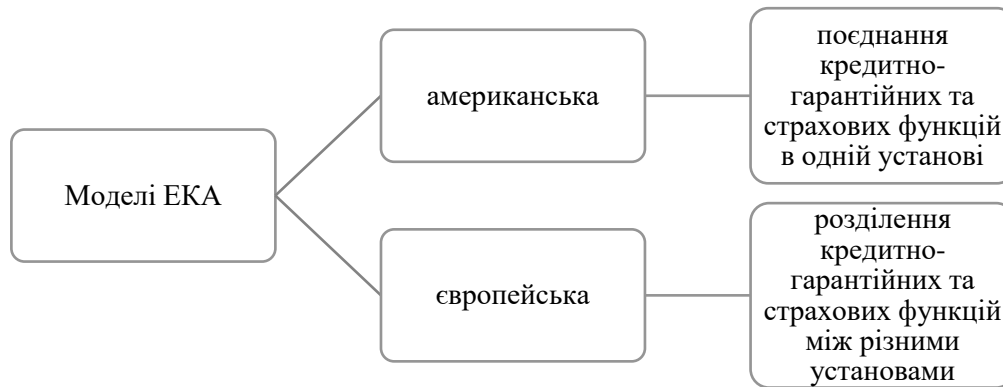 Моделі ЕКА
американська
поєднання
кредитно-
гарантійних та
страхових функцій
в одній установі
європейська
розділення
кредитно-
гарантійних та
страхових функцій
між різними
установами